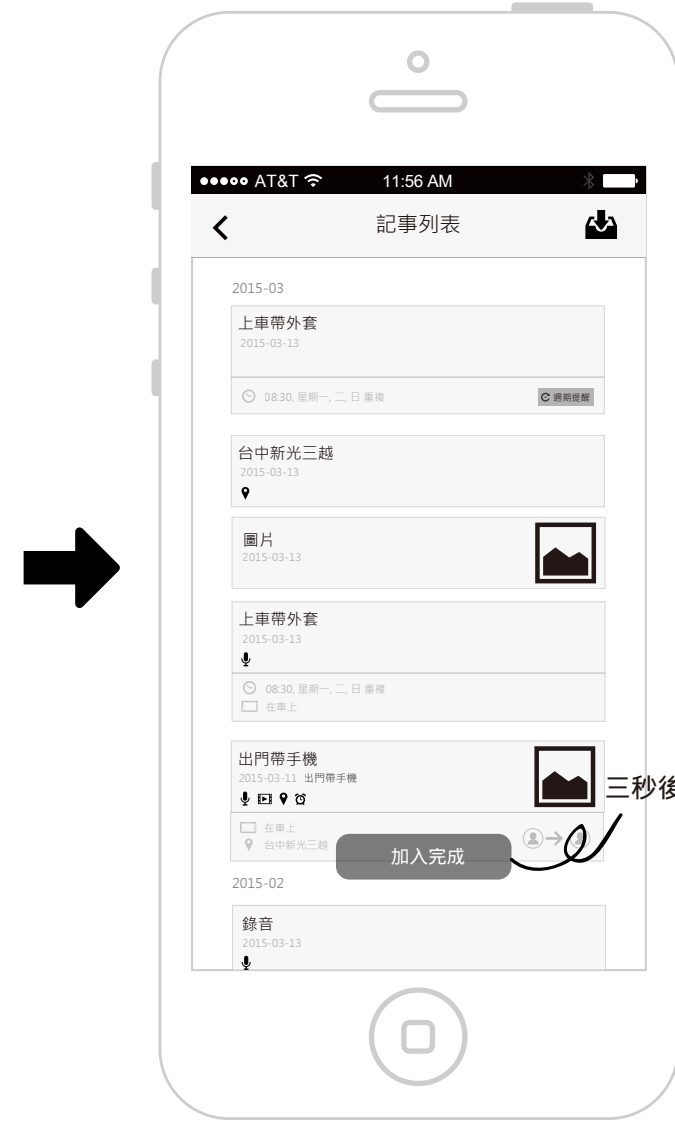 AT&T 11:56 AM
記事列表
2015-03
上車帶外套
2015-03-13
08:30, 星期一, 二, 日 重複
週期提醒
台中新光三越
2015-03-13
圖片
2015-03-13
上車帶外套
2015-03-13
08:30, 星期一, 二, 日 重複
在車上
出門帶手機
2015-03-11 出門帶手機
三秒後
在車上
台中新光三越
加入完成
2015-02
錄音
2015-03-13